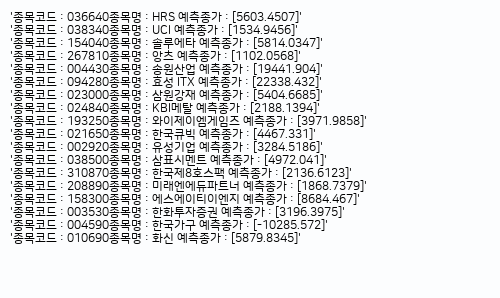 '종목코드 : 036640종목명 : HRS 예측종가 : [5603.4507]'
'종목코드 : 038340종목명 : UCI 예측종가 : [1534.9456]'
'종목코드 : 154040종목명 : 솔루에타 예측종가 : [5814.0347]'
'종목코드 : 267810종목명 : 앙츠 예측종가 : [1102.0568]'
'종목코드 : 004430종목명 : 송원산업 예측종가 : [19441.904]'
'종목코드 : 094280종목명 : 효성 ITX 예측종가 : [22338.432]'
'종목코드 : 023000종목명 : 삼원강재 예측종가 : [5404.6685]'
'종목코드 : 024840종목명 : KBI메탈 예측종가 : [2188.1394]'
'종목코드 : 193250종목명 : 와이제이엠게임즈 예측종가 : [3971.9858]'
'종목코드 : 021650종목명 : 한국큐빅 예측종가 : [4467.331]'
'종목코드 : 002920종목명 : 유성기업 예측종가 : [3284.5186]'
'종목코드 : 038500종목명 : 삼표시멘트 예측종가 : [4972.041]'
'종목코드 : 310870종목명 : 한국제8호스팩 예측종가 : [2136.6123]'
'종목코드 : 208890종목명 : 미래엔에듀파트너 예측종가 : [1868.7379]'
'종목코드 : 158300종목명 : 에스에이티이엔지 예측종가 : [8684.467]'
'종목코드 : 003530종목명 : 한화투자증권 예측종가 : [3196.3975]'
'종목코드 : 004590종목명 : 한국가구 예측종가 : [-10285.572]'
'종목코드 : 010690종목명 : 화신 예측종가 : [5879.8345]'